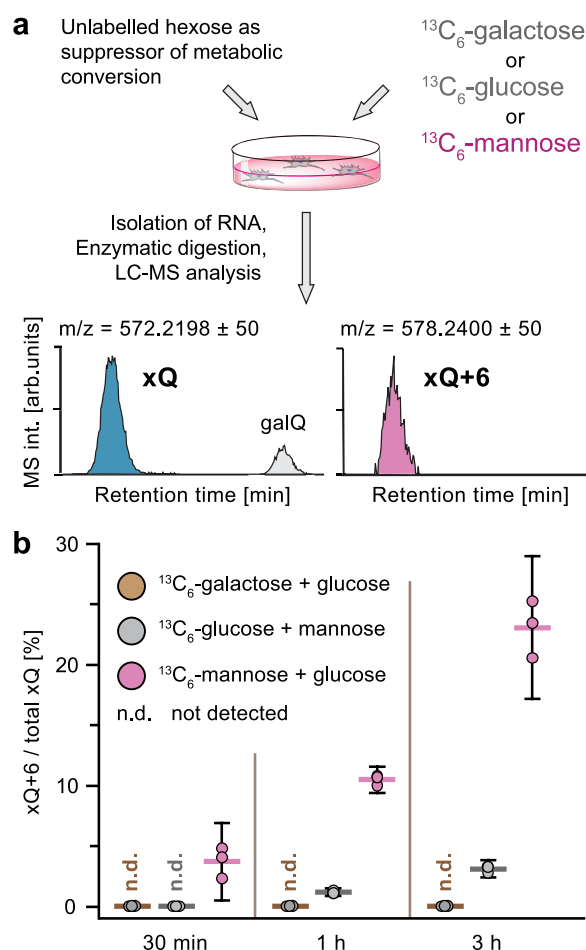 a
Unlabelled hexose as
suppressor of metabolic
conversion
¹³C₆-galactose
or
¹³C₆-glucose
or
¹³C₆-mannose
Isolation of RNA,
Enzymatic digestion,
LC-MS analysis
m/z = 572.2198 ± 50
m/z = 578.2400 ± 50
MS int. [arb.units]
xQ
galQ
xQ+6
Retention time [min]
Retention time [min]
b
xQ+6 / total xQ [%]
30
20
10
0
¹³C₆-galactose + glucose
¹³C₆-glucose + mannose
¹³C₆-mannose + glucose
n.d. not detected
n.d.
n.d.
n.d.
n.d.
30 min
1 h
3 h